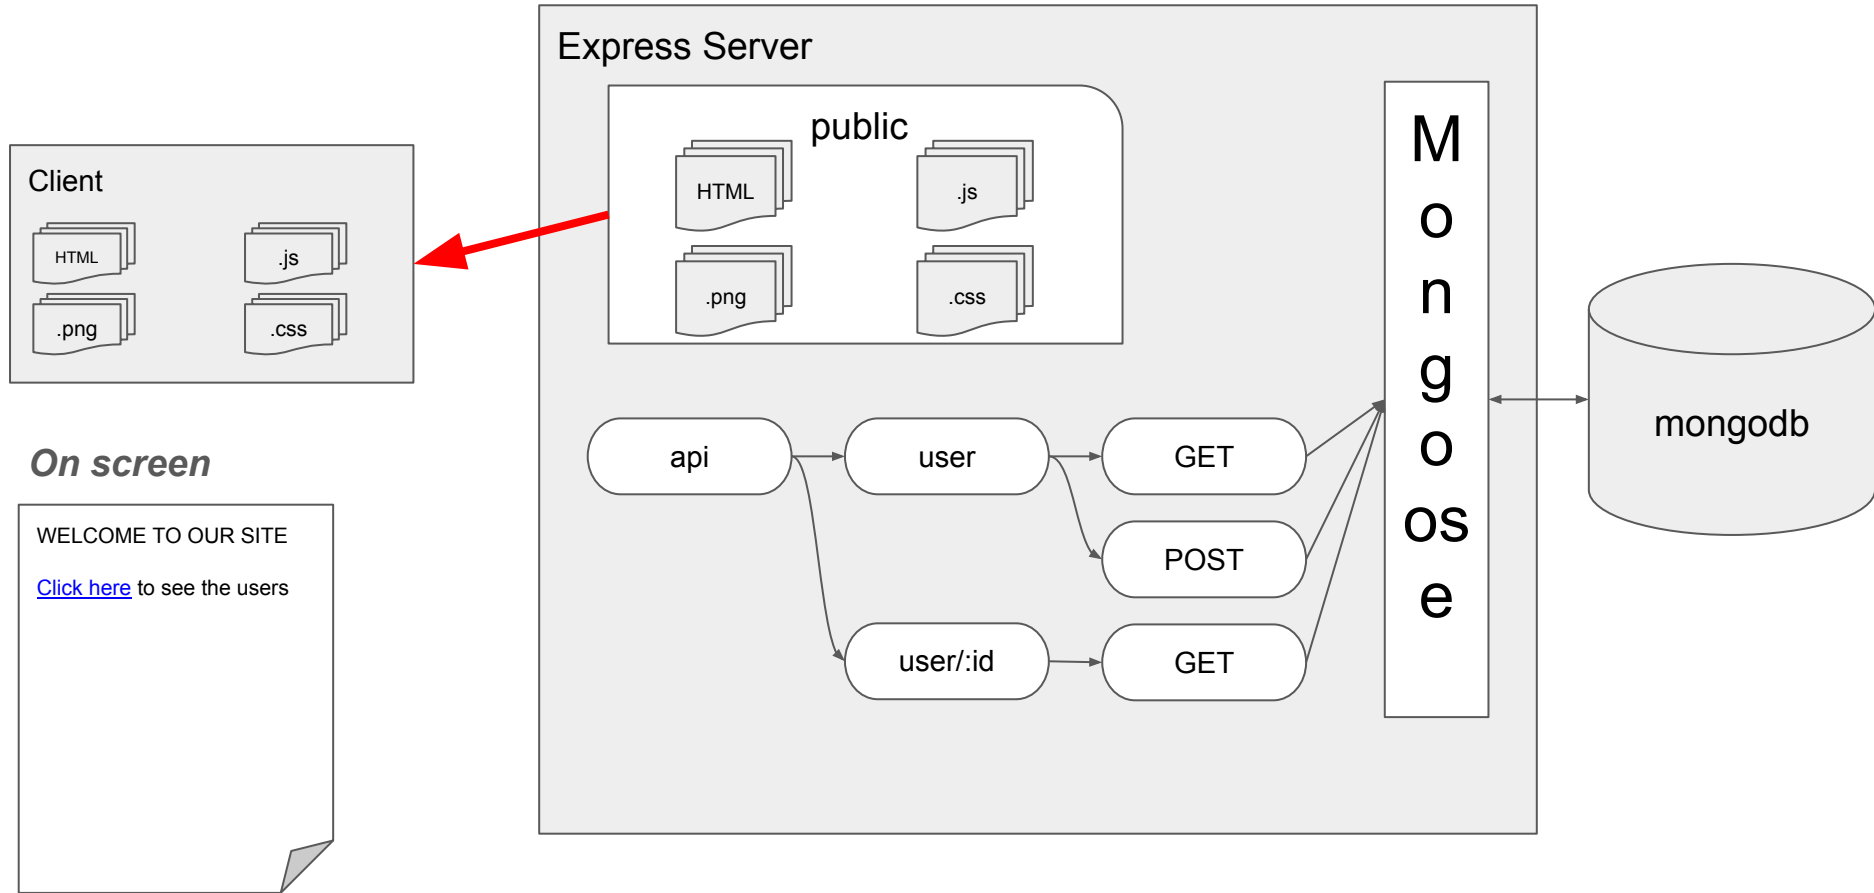 Express Server
public
HTML
.js
.png
.css
Client
HTML
.js
.png
.css
M
o
n
g
o
os
e
mongodb
api
user
GET
POST
user/:id
GET
On screen
WELCOME TO OUR SITE
Click here to see the users